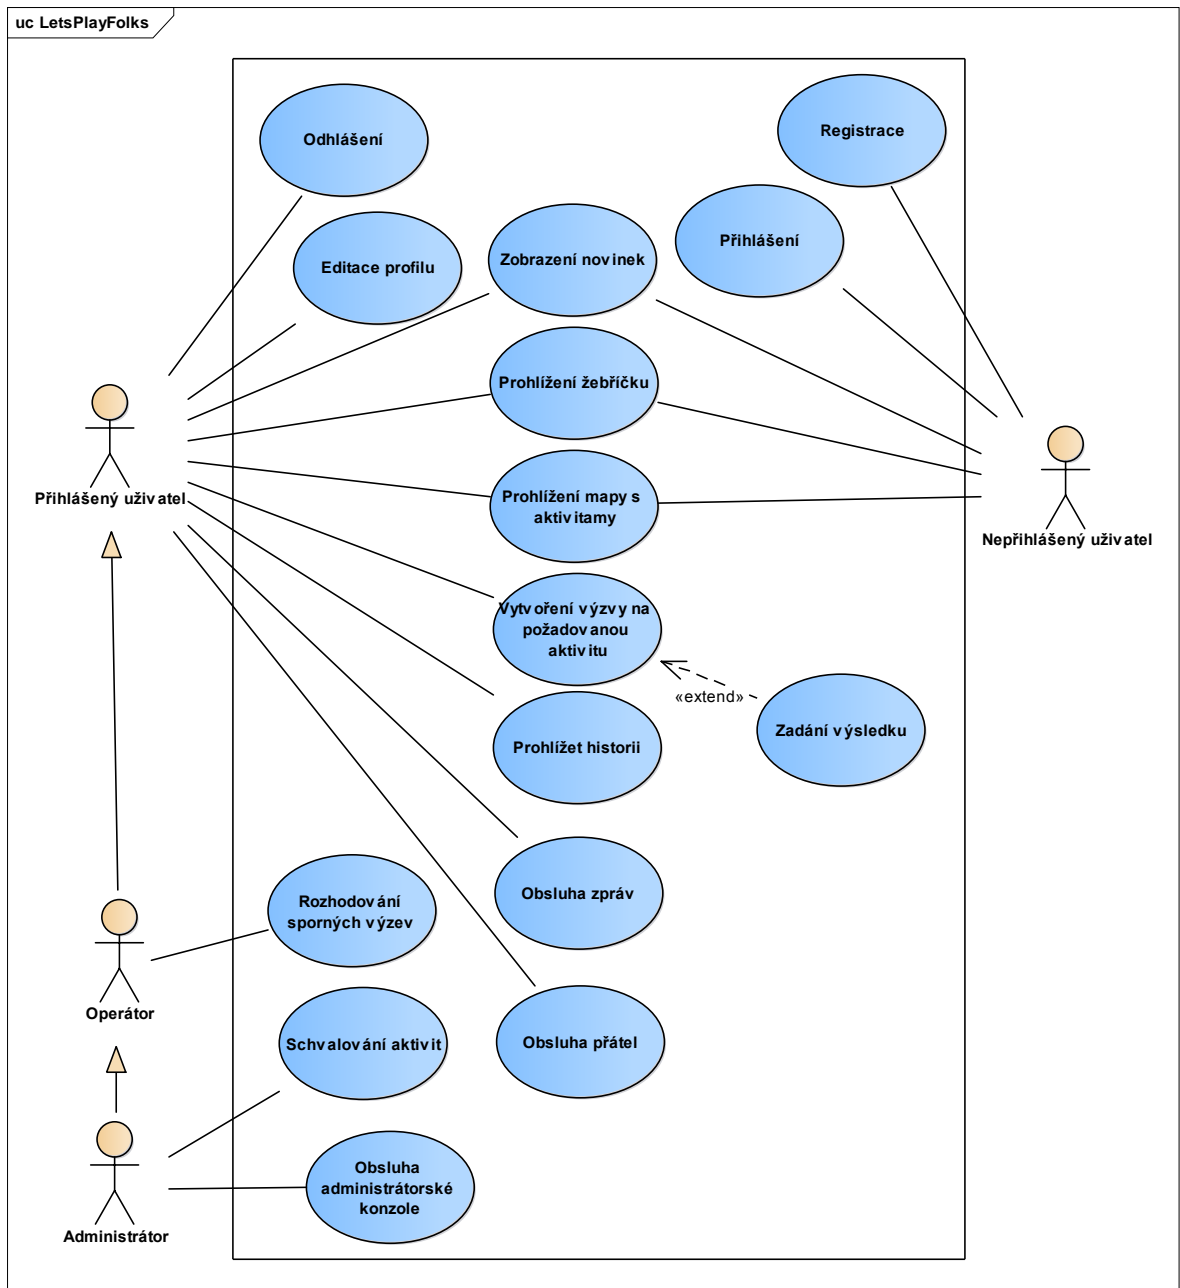 uc LetsPlayFolks
Odhlášení
Registrace
Editace profilu
Zobrazení novinek
Přihlášení
Prohlížení žebříčku
Přihlášený uživatel
Prohlížení mapy s
aktivitamy
Nepřihlášený uživatel
Vytvoření výzvy na
požadovanou
aktivitu
«extend»
Zadání výsledku
Prohlížet historii
Rozhodování
sporných výzev
Obsluha zpráv
Operátor
Schvalování aktivit
Obsluha přátel
Obsluha
administrátorské
konzole
Administrátor